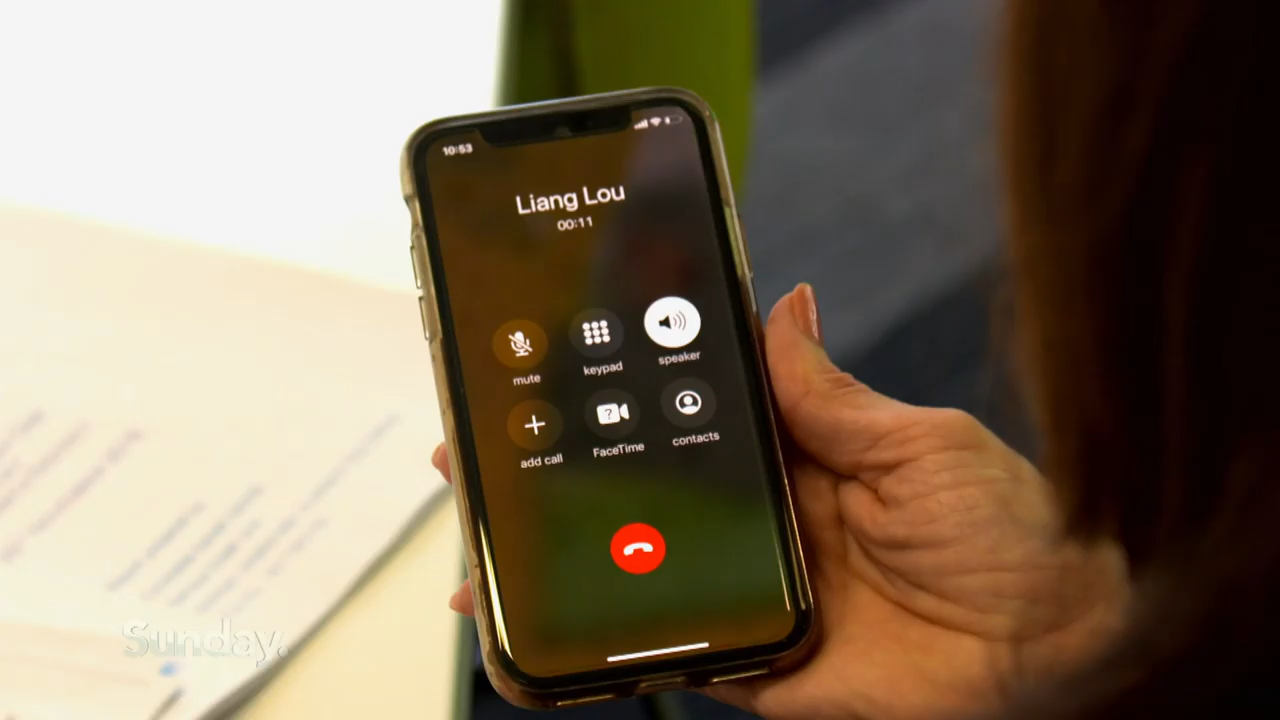 10:53
Liang Lou
00:11
mute
keypad
speaker
add call
FaceTime
contacts
Sunday.